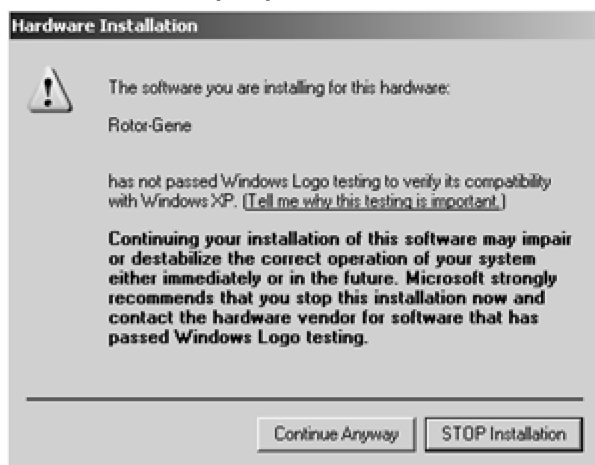 Hardware Installation
The software you are installing for this hardware:
Rotor-Gene
has not passed Windows Logo testing to verify its compatibility
with Windows XP. (Tell me why this testing is important.)
Continuing your installation of this software may impair
or destabilize the correct operation of your system
either immediately or in the future. Microsoft strongly
recommends that you stop this installation now and
contact the hardware vendor for software that has
passed Windows Logo testing.
Continue Anyway STOP Installation